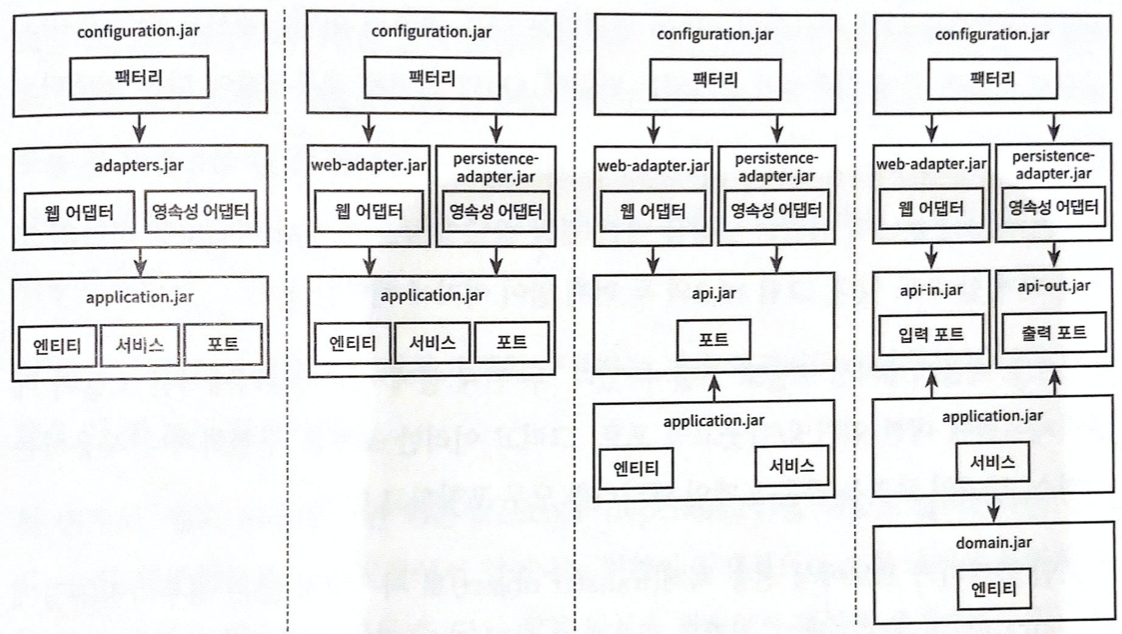 configuration.jar
팩터리
adapters.jar
웹 어댑터
영속성 어댑터
application.jar
엔티티
서비스
포트
configuration.jar
팩터리
web-adapter.jar
웹 어댑터
persistence-
adapter.jar
영속성 어댑터
application.jar
엔티티
서비스
포트
configuration.jar
팩터리
web-adapter.jar
웹 어댑터
persistence-
adapter.jar
영속성 어댑터
api.jar
포트
application.jar
엔티티
서비스
configuration.jar
팩터리
web-adapter.jar
웹 어댑터
persistence-
adapter.jar
영속성 어댑터
api-in.jar
입력 포트
api-out.jar
출력 포트
application.jar
서비스
domain.jar
엔티티